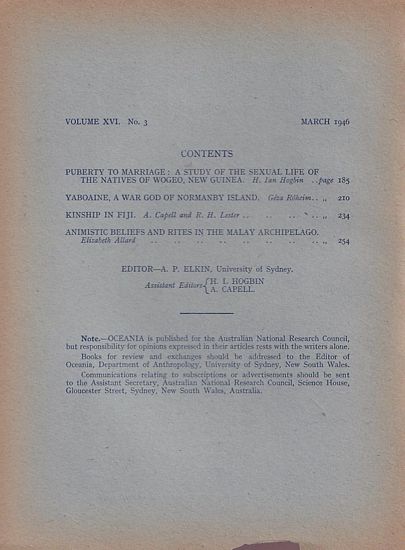 VOLUME XVI. No. 3 MARCH 1946
CONTENTS
PUBERTY TO MARRIAGE: A STUDY OF THE SEXUAL LIFE OF
THE NATIVES OF WOGEO, NEW GUINEA. H. Ian Hogbin ..page 185
YABOAINE, A WAR GOD OF NORMANBY ISLAND. Géza Róheim.. „ 210
KINSHIP IN FIJI. A. Capell and R. H. Lester .. .. .. .. „ 234
ANIMISTIC BELIEFS AND RITES IN THE MALAY ARCHIPELAGO.
Elizabeth Allard .. .. .. .. .. .. .. .. „ 254
EDITOR—A. P. ELKIN, University of Sydney.
Assistant Editors { H. I. HOGBIN
A. CAPELL.
Note.—OCEANIA is published for the Australian National Research Council,
but responsibility for opinions expressed in their articles rests with the writers alone.
Books for review and exchanges should be addressed to the Editor of
Oceania, Department of Anthropology, University of Sydney, New South Wales.
Communications relating to subscriptions or advertisements should be sent
to the Assistant Secretary, Australian National Research Council, Science House,
Gloucester Street, Sydney, New South Wales, Australia.